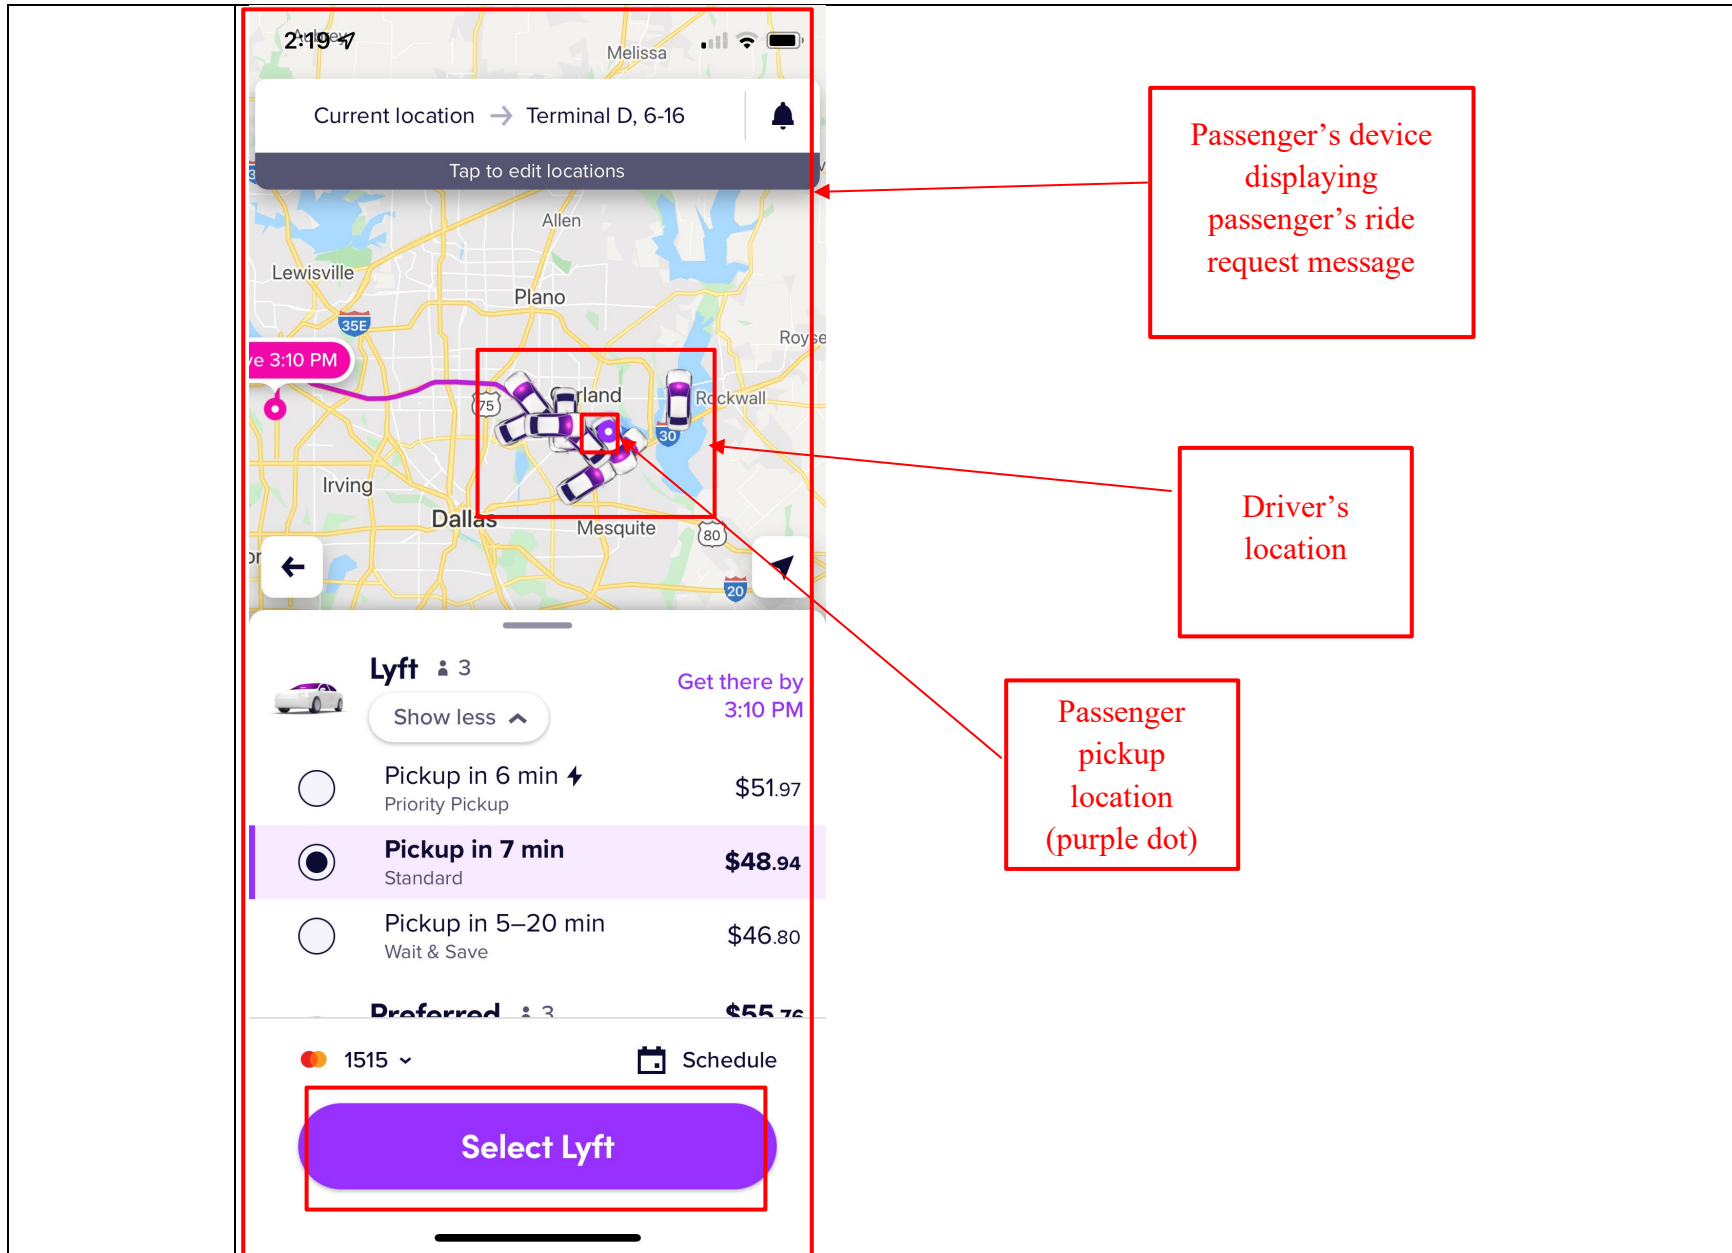 2:19
Melissa
Current location → Terminal D, 6-16
Tap to edit locations
Allen
Lewisville
Plano
35E
3:10 PM
75
Rockwall
30
Irving
Dallas
Mesquite
80
20
Lyft 3
Show less
Get there by
3:10 PM
Pickup in 6 min
Priority Pickup
$51.97
Pickup in 7 min
Standard
$48.94
Pickup in 5–20 min
Wait & Save
$46.80
Preferred 3
$55.76
1515
Schedule
Select Lyft
Passenger’s device
displaying
passenger’s ride
request message
Driver’s
location
Passenger
pickup
location
(purple dot)